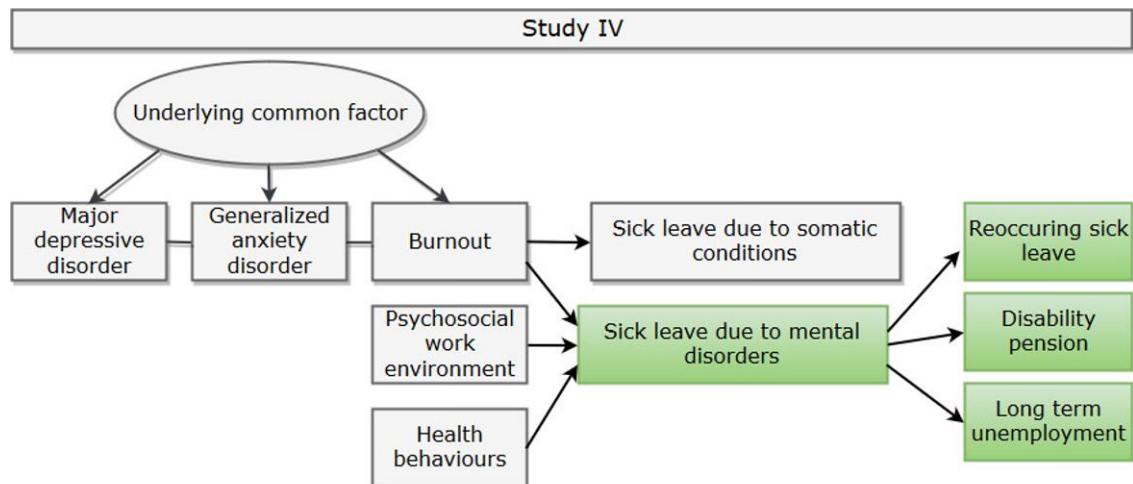 Study IV
Underlying common factor
Major
depressive
disorder
Generalized
anxiety
disorder
Burnout
Sick leave due to somatic
conditions
Reoccuring sick
leave
Psychosocial
work
environment
Sick leave due to mental
disorders
Disability
pension
Health
behaviours
Long term
unemployment